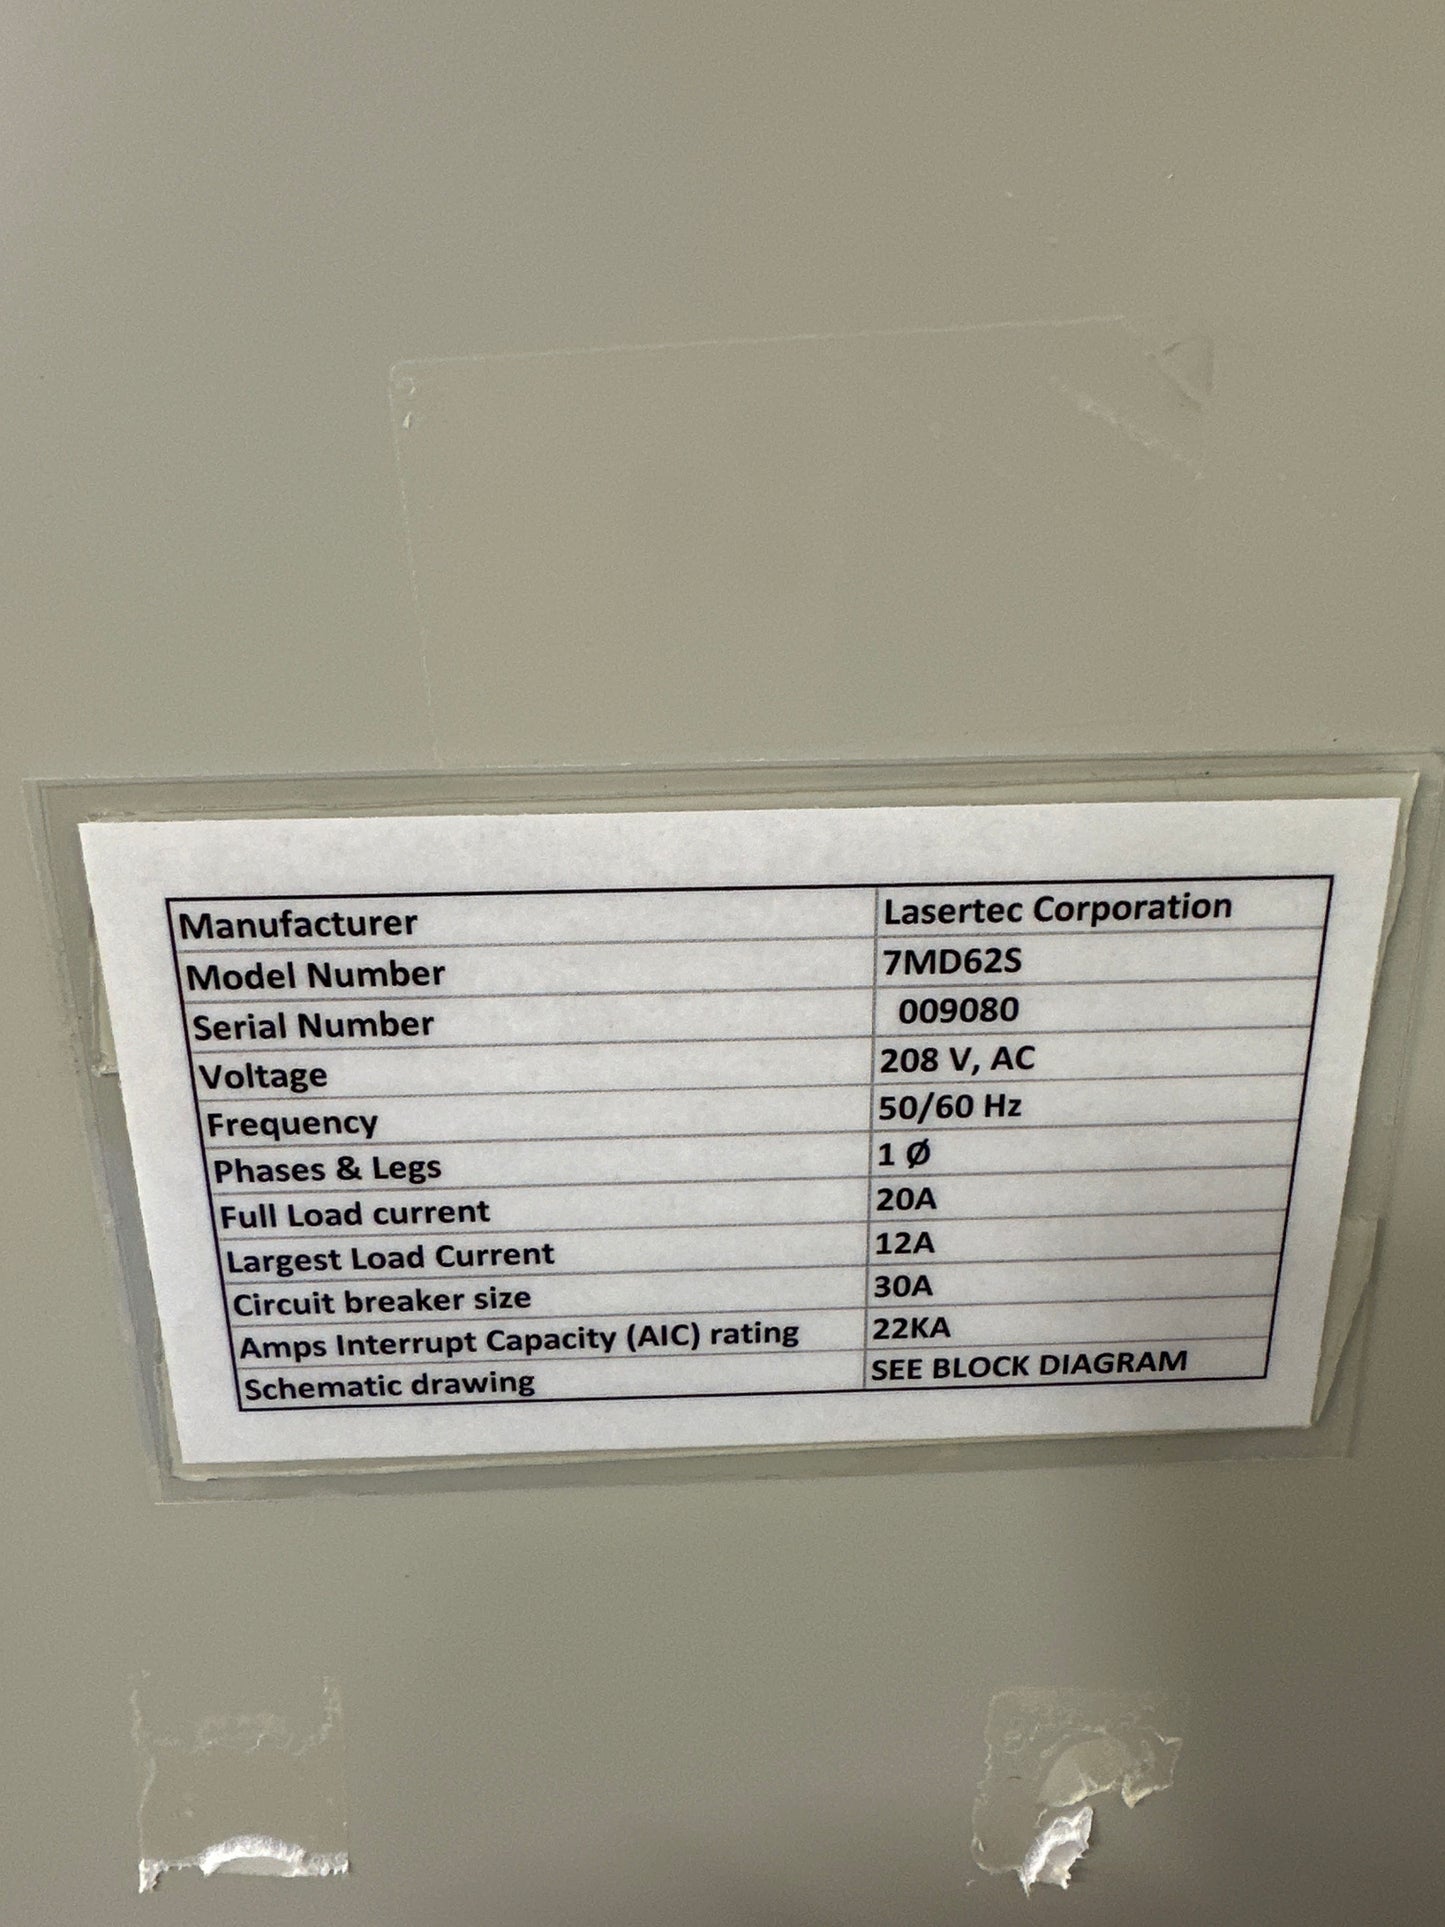 Manufacturer Lasertec Corporation
Model Number 7MD62S
Serial Number 009080
Voltage 208 V, AC
Frequency 50/60 Hz
Phases & Legs 1 Ø
Full Load current 20A
Largest Load Current 12A
Circuit breaker size 30A
Amps Interrupt Capacity (AIC) rating 22KA
Schematic drawing SEE BLOCK DIAGRAM